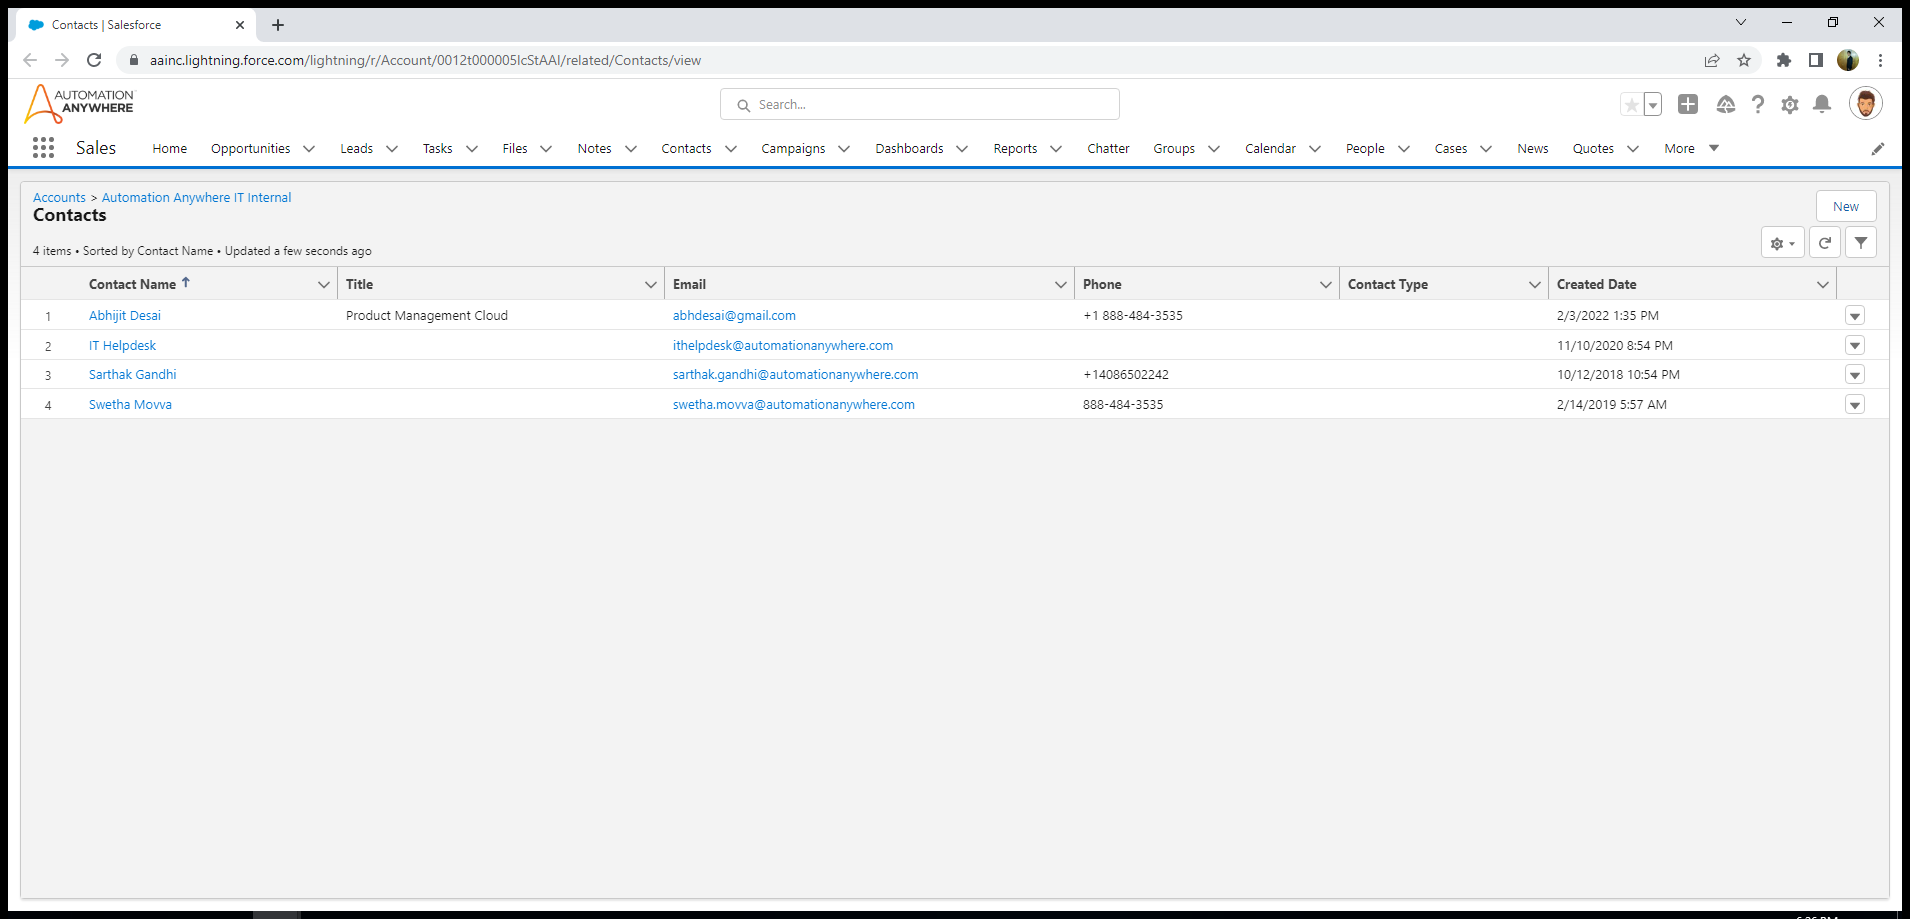 Contacts | Salesforce
aainc.lightning.force.com/lightning/r/Account/0012t000005IcStAAI/related/Contacts/view
AUTOMATION
ANYWHERE
Search...
Sales Home Opportunities Leads Tasks Files Notes Contacts Campaigns Dashboards Reports Chatter Groups Calendar People Cases News Quotes More
Accounts > Automation Anywhere IT Internal
Contacts
New
4 items • Sorted by Contact Name • Updated a few seconds ago
Contact Name Title Email Phone Contact Type Created Date
1 Abhijit Desai Product Management Cloud abhdesai@gmail.com +1 888-484-3535 2/3/2022 1:35 PM
2 IT Helpdesk ithelpdesk@automationanywhere.com 11/10/2020 8:54 PM
3 Sarthak Gandhi sarthak.gandhi@automationanywhere.com +14086502242 10/12/2018 10:54 PM
4 Swetha Movva swetha.movva@automationanywhere.com 888-484-3535 2/14/2019 5:57 AM